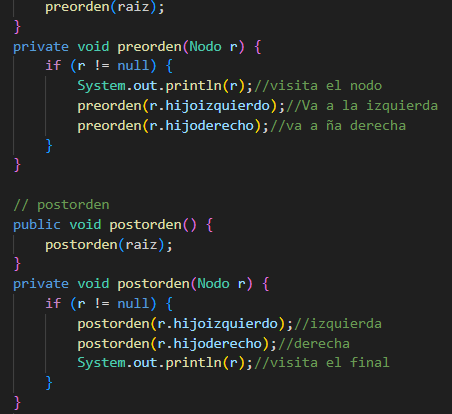 preorden(raiz);
}
private void preorden(Nodo r) {
if (r != null) {
System.out.println(r);//visita el nodo
preorden(r.hijoizquierdo);//Va a la izquierda
preorden(r.hijoderecho);//va a ña derecha
}
}
// postorden
public void postorden() {
postorden(raiz);
}
private void postorden(Nodo r) {
if (r != null) {
postorden(r.hijoizquierdo);//izquierda
postorden(r.hijoderecho);//derecha
System.out.println(r);//visita el final
}
}